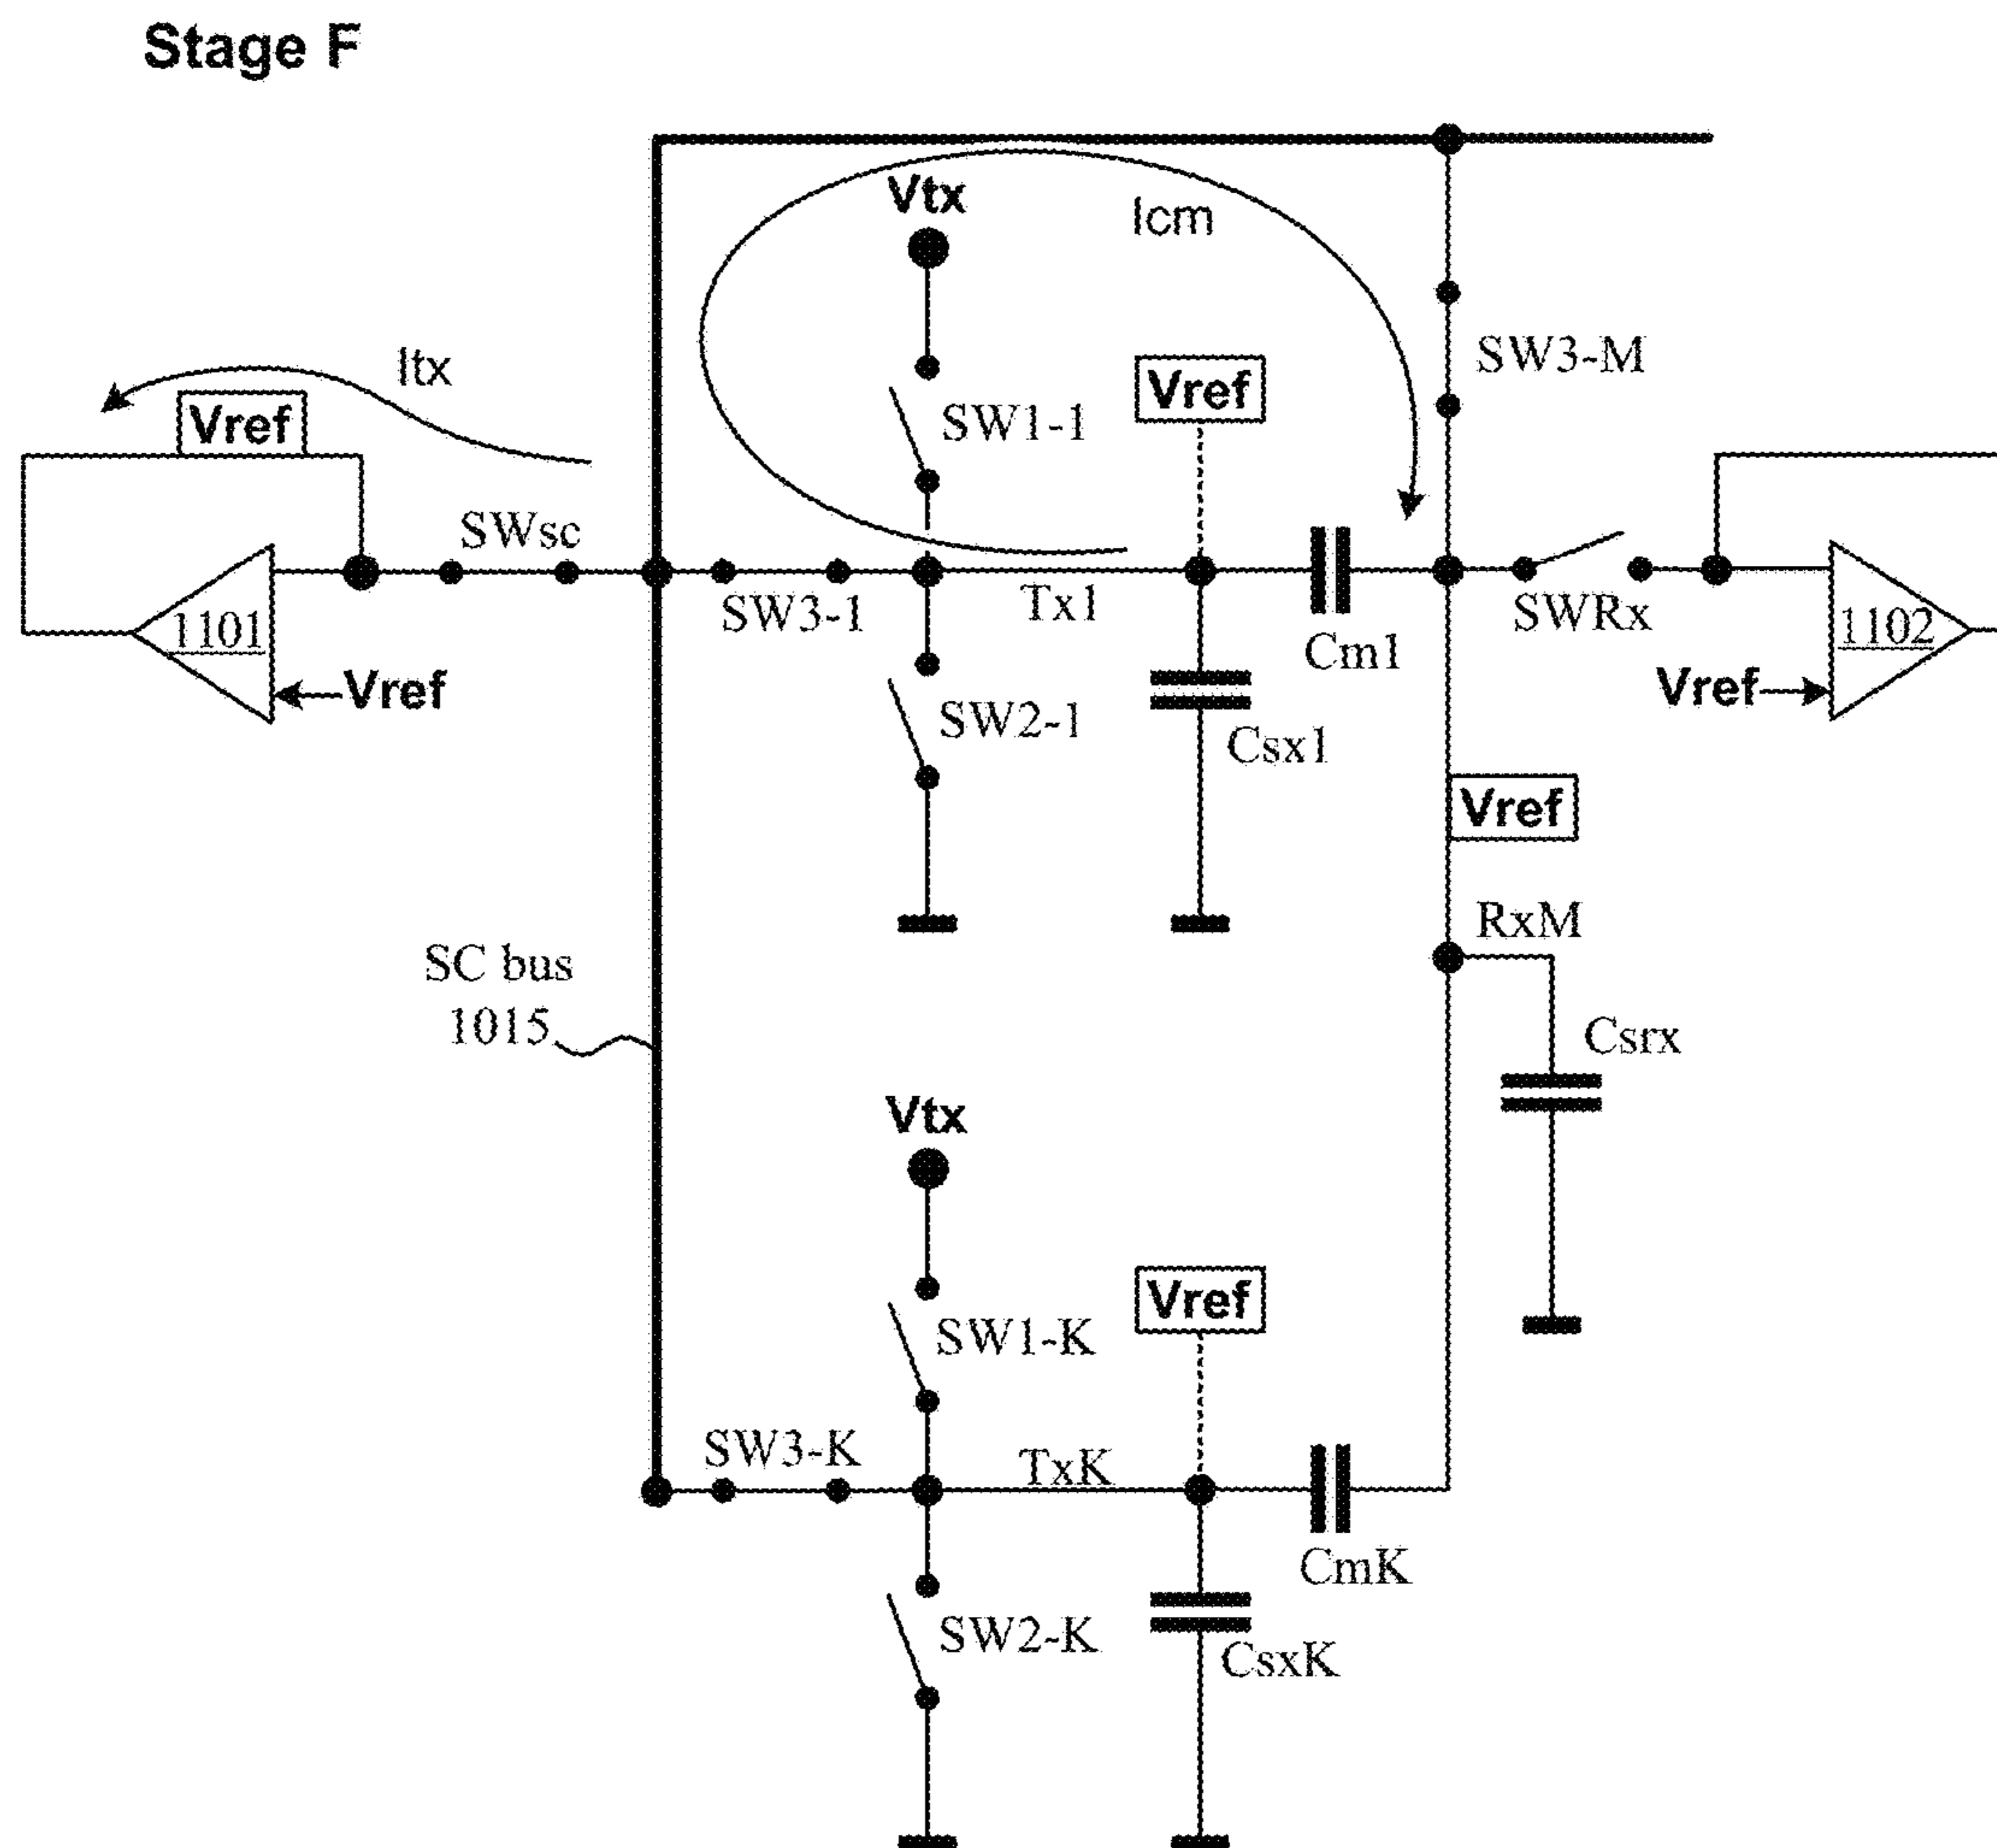 Stage F
Vtx
Icm
Itx
Vref
SW3-M
Vref
SW1-1
SWsc
SW3-1
Tx1
SWRx
1101
Cm1
1102
Vref
Vref
SW2-1
Csx1
Vref
RxM
SC bus
1015
Csrx
Vtx
Vref
SW1-K
SW3-K
TxK
CmK
SW2-K
CsxK